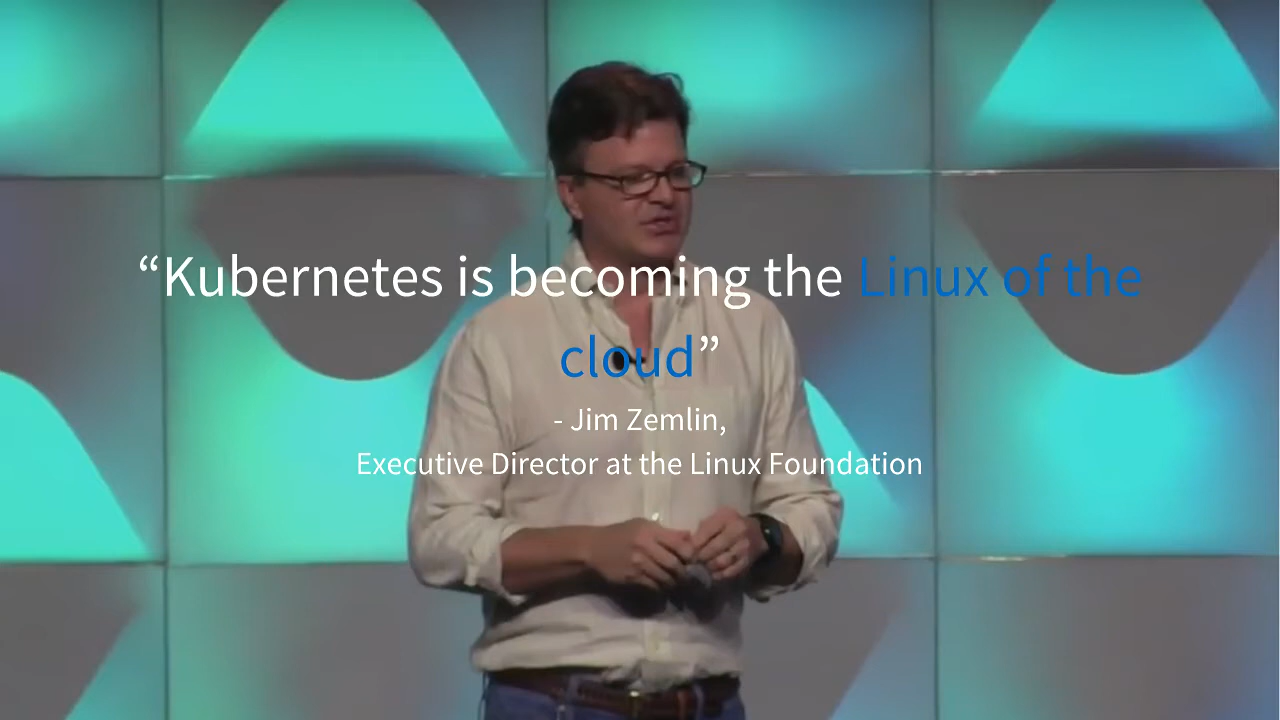 “Kubernetes is becoming the Linux of the
cloud”
- Jim Zemlin,
Executive Director at the Linux Foundation